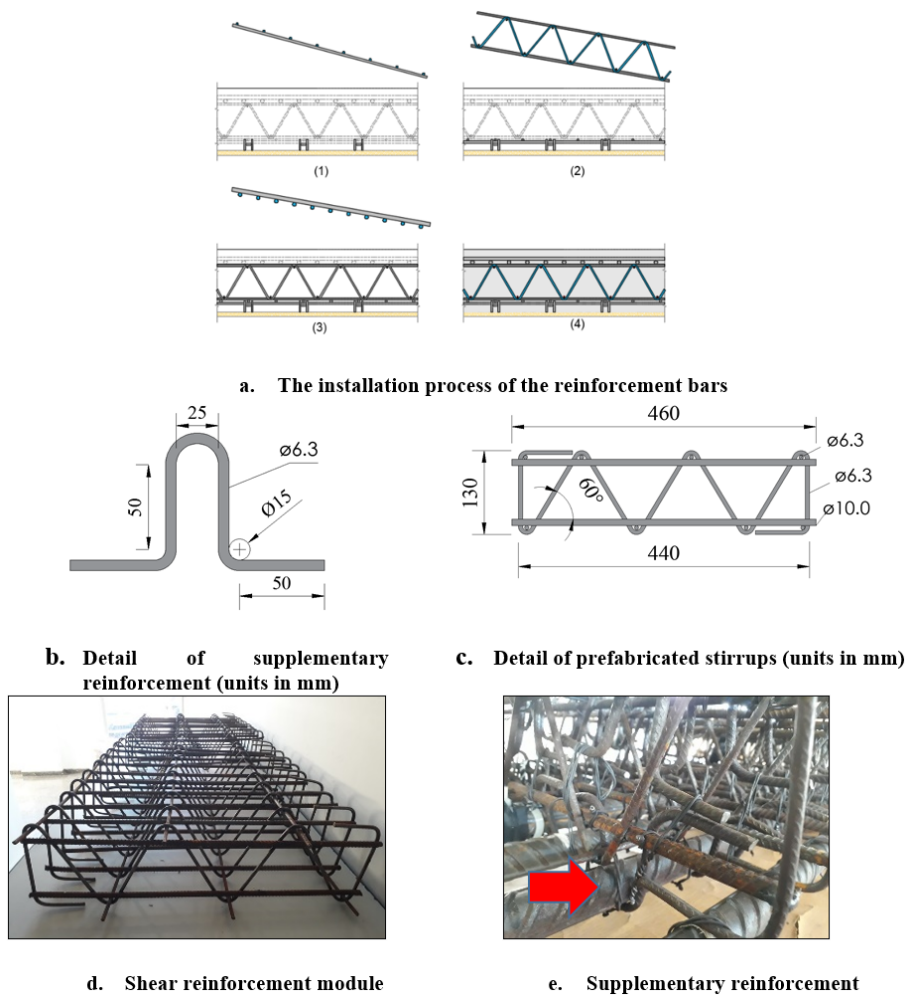 (1)
(2)
(3)
(4)
a. The installation process of the reinforcement bars
25
ø6.3
50
Ø15
50
460
ø6.3
ø6.3
ø10.0
130
60°
440
b. Detail of supplementary
reinforcement (units in mm)
c. Detail of prefabricated stirrups (units in mm)
d. Shear reinforcement module
e. Supplementary reinforcement